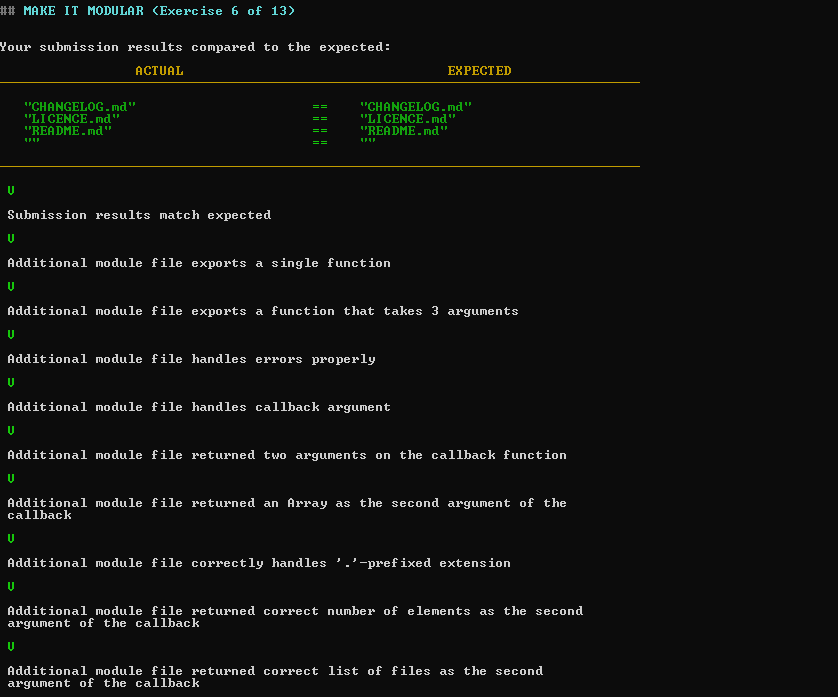 ## MAKE IT MODULAR (Exercise 6 of 13)
Your submission results compared to the expected:
ACTUAL EXPECTED
"CHANGELOG.md" == "CHANGELOG.md"
"LICENCE.md" == "LICENCE.md"
"README.md" == "README.md"
"" == ""
V
Submission results match expected
V
Additional module file exports a single function
V
Additional module file exports a function that takes 3 arguments
V
Additional module file handles errors properly
V
Additional module file handles callback argument
V
Additional module file returned two arguments on the callback function
V
Additional module file returned an Array as the second argument of the
callback
V
Additional module file correctly handles '.'-prefixed extension
V
Additional module file returned correct number of elements as the second
argument of the callback
V
Additional module file returned correct list of files as the second
argument of the callback